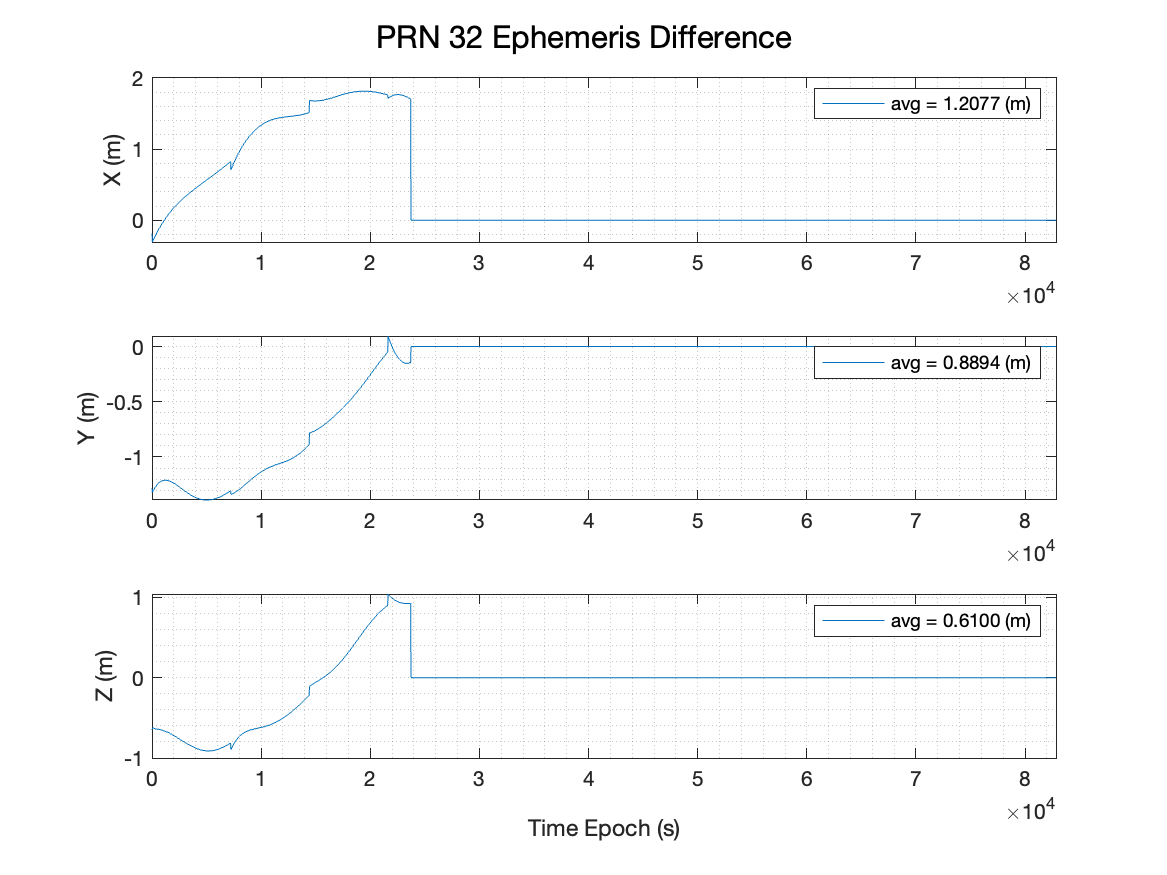 PRN 32 Ephemeris Difference
2
1
0
X (m)
avg = 1.2077 (m)
0 1 2 3 4 5 6 7 8
×10^4
0
-0.5
-1
Y (m)
avg = 0.8894 (m)
0 1 2 3 4 5 6 7 8
×10^4
1
0
-1
Z (m)
avg = 0.6100 (m)
0 1 2 3 4 5 6 7 8
×10^4
Time Epoch (s)